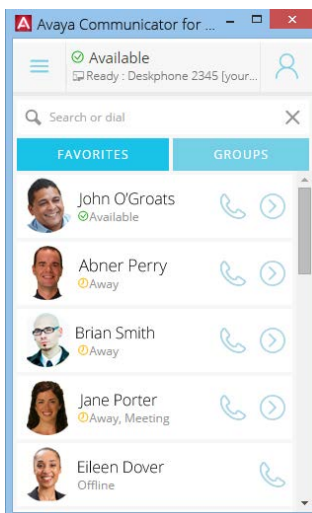 A Avaya Communicator for ...
Available
Ready : Deskphone 2345 [your...
Search or dial
FAVORITES
GROUPS
John O'Groats
Available
Abner Perry
Away
Brian Smith
Away
Jane Porter
Away, Meeting
Eileen Dover
Offline